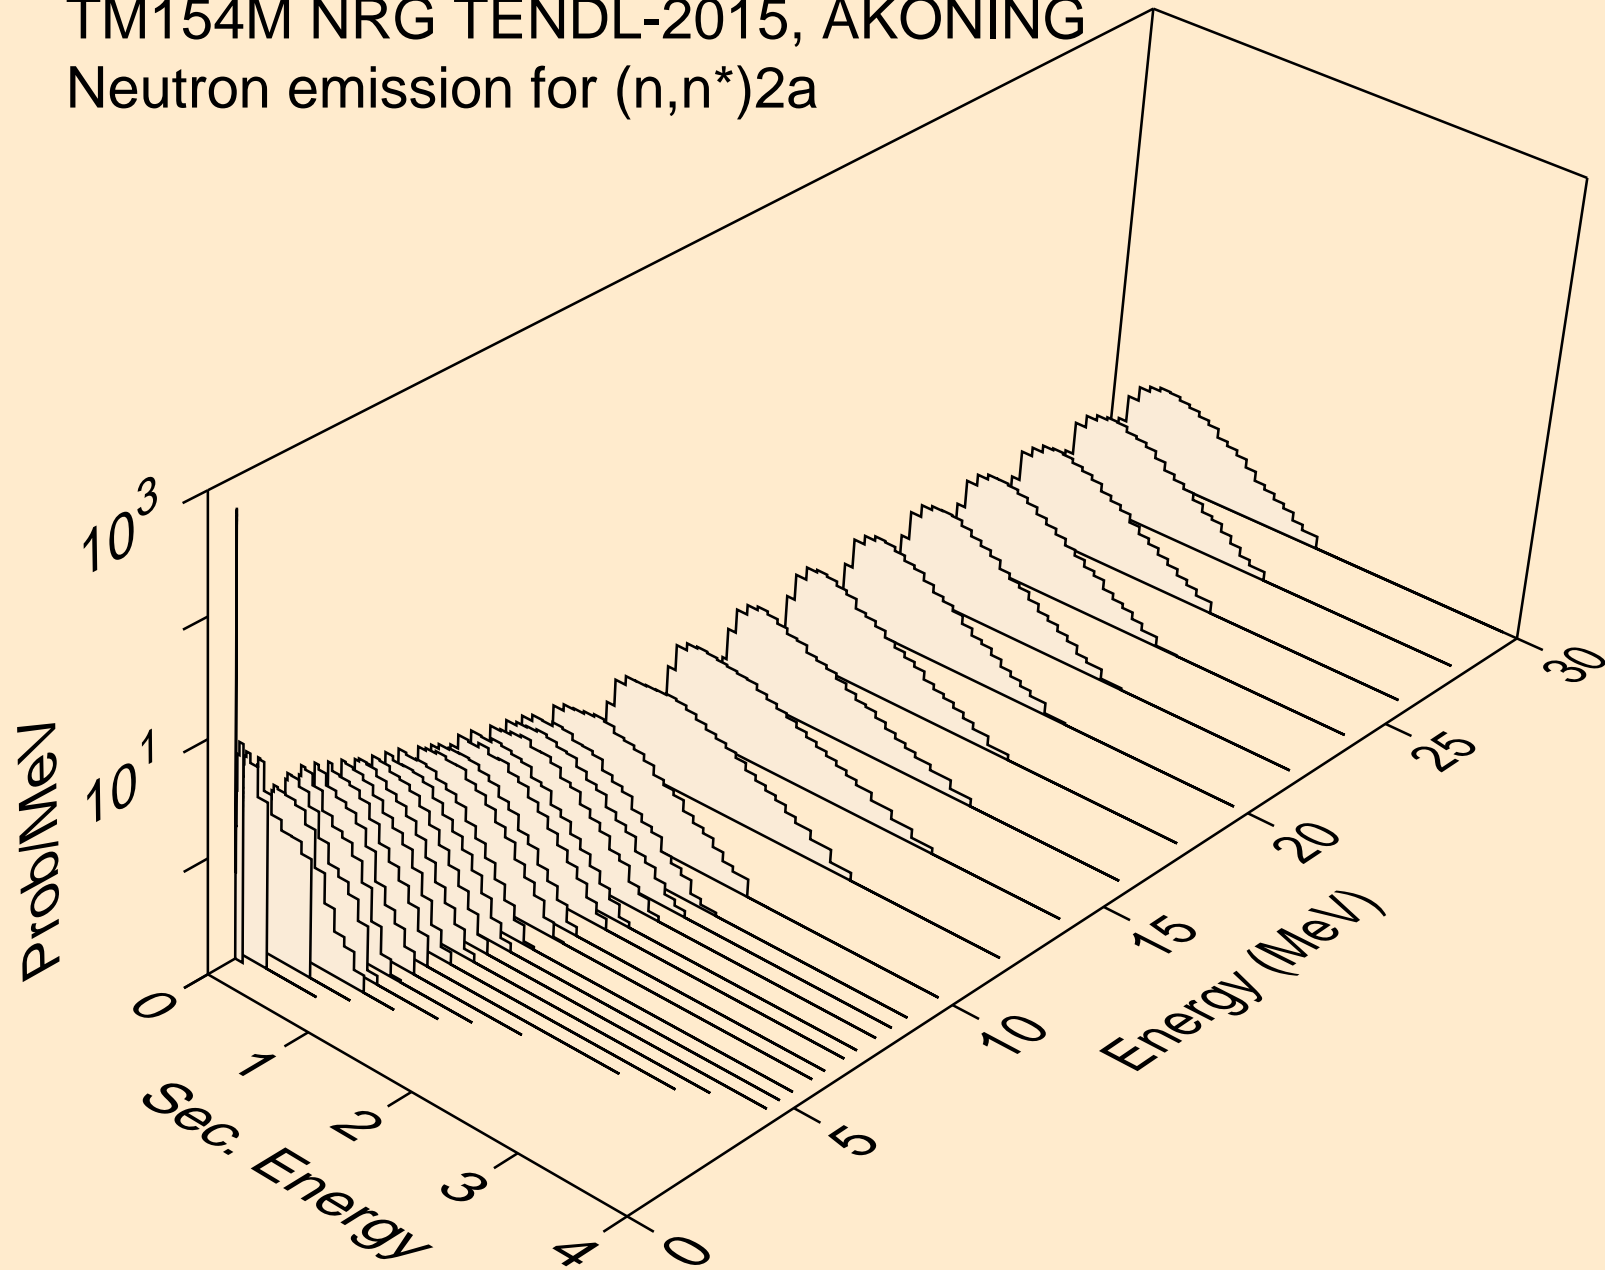 TM154M NRG TENDL-2015, AKONING
Neutron emission for (n,n*)2a
10^3
10^1
Prob/MeV
0
1
2
3
4
Sec. Energy
0
5
10
15
20
25
30
Energy (MeV)